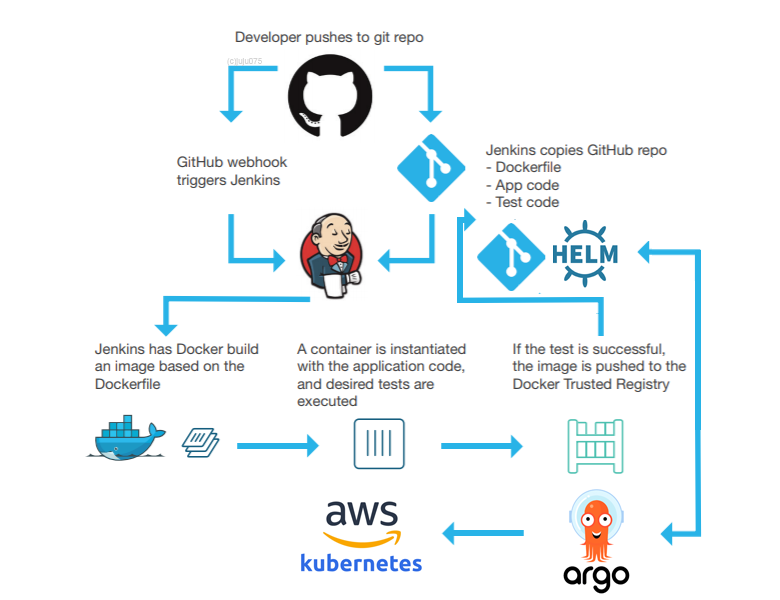 Developer pushes to git repo
(c)luju075
GitHub webhook
triggers Jenkins
Jenkins copies GitHub repo
- Dockerfile
- App code
- Test code
HELM
Jenkins has Docker build
an image based on the
Dockerfile
A container is instantiated
with the application code,
and desired tests are
executed
If the test is successful,
the image is pushed to the
Docker Trusted Registry
aws
kubernetes
argo